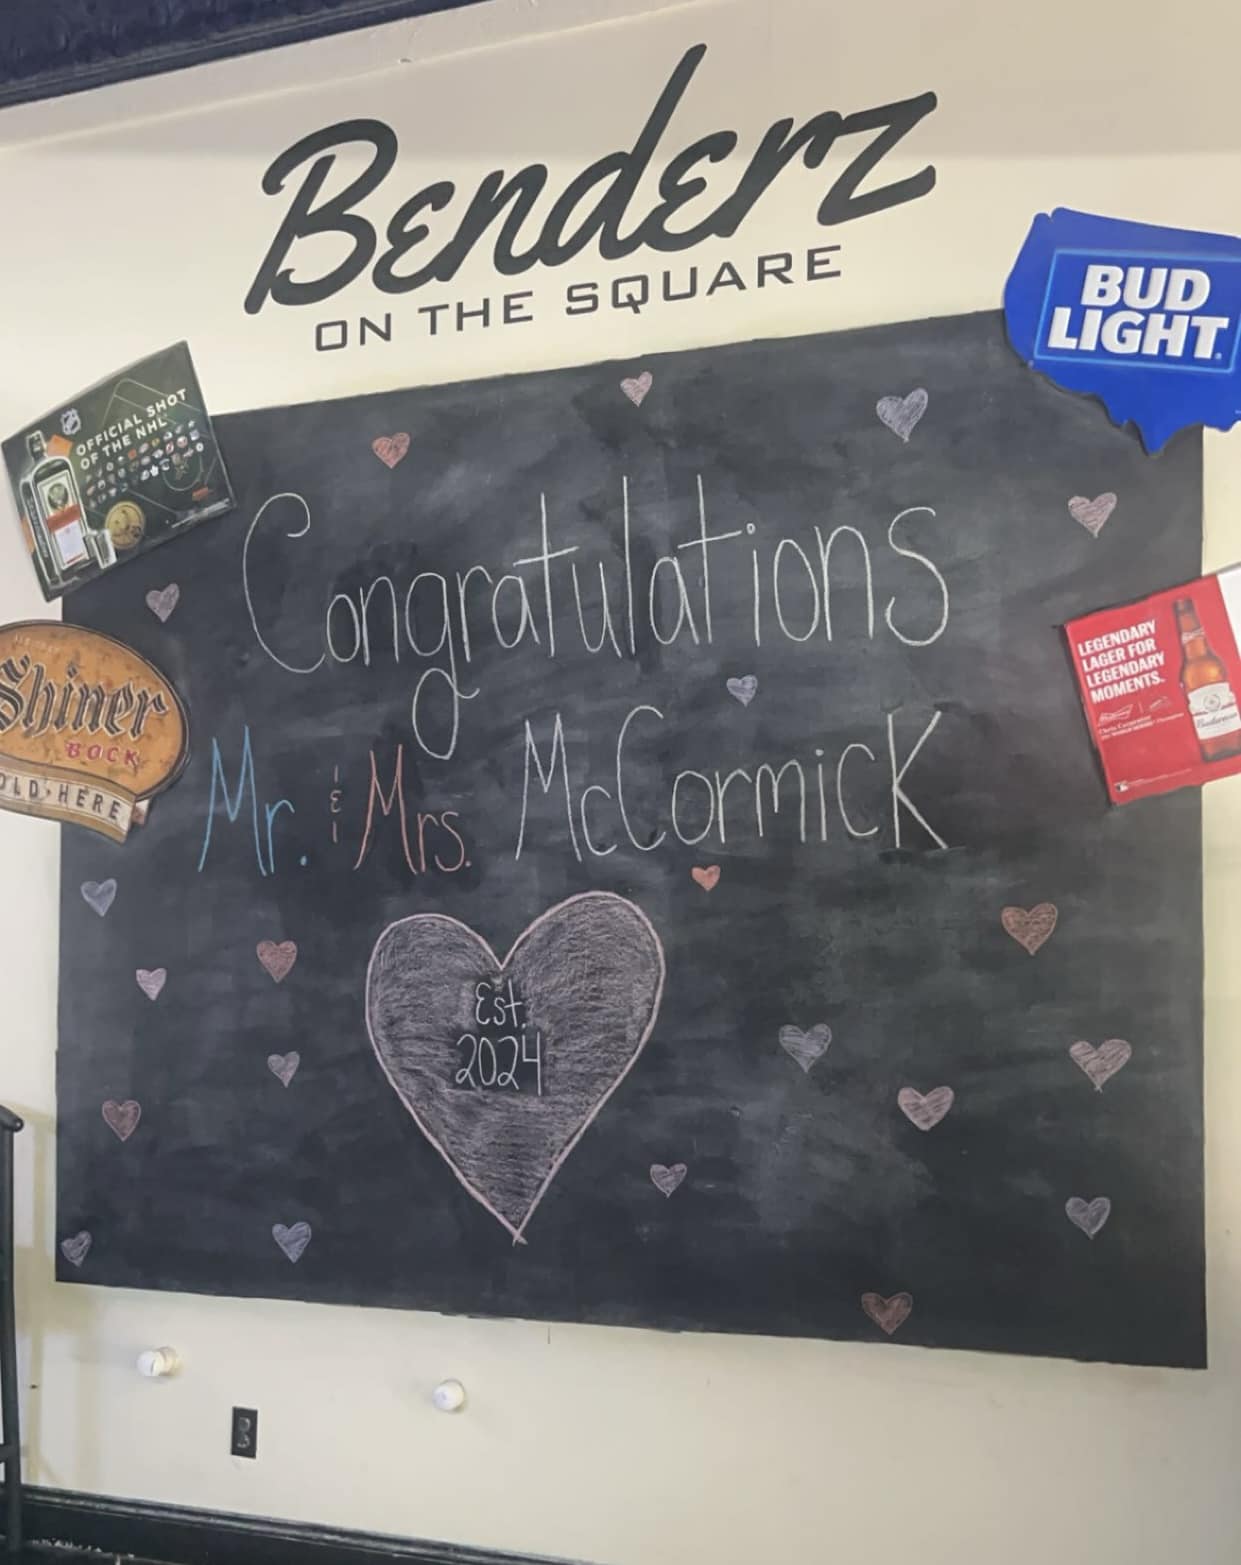 Benderz
ON THE SQUARE
BUD
LIGHT
OFFICIAL SHOT
OF THE NHL
Congratulations
LEGENDARY
LAGER FOR
LEGENDARY
MOMENTS.
Budweiser
Shiner
BOCK
OLD·HERE
Mr. & Mrs. McCormick
Est.
2024